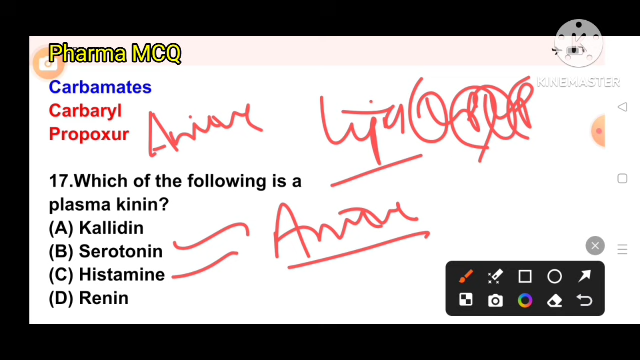 Pharma MCQ
KINEMASTER
Carbamates
Carbaryl
Propoxur
17.Which of the following is a
plasma kinin?
(A) Kallidin
(B) Serotonin
(C) Histamine
(D) Renin